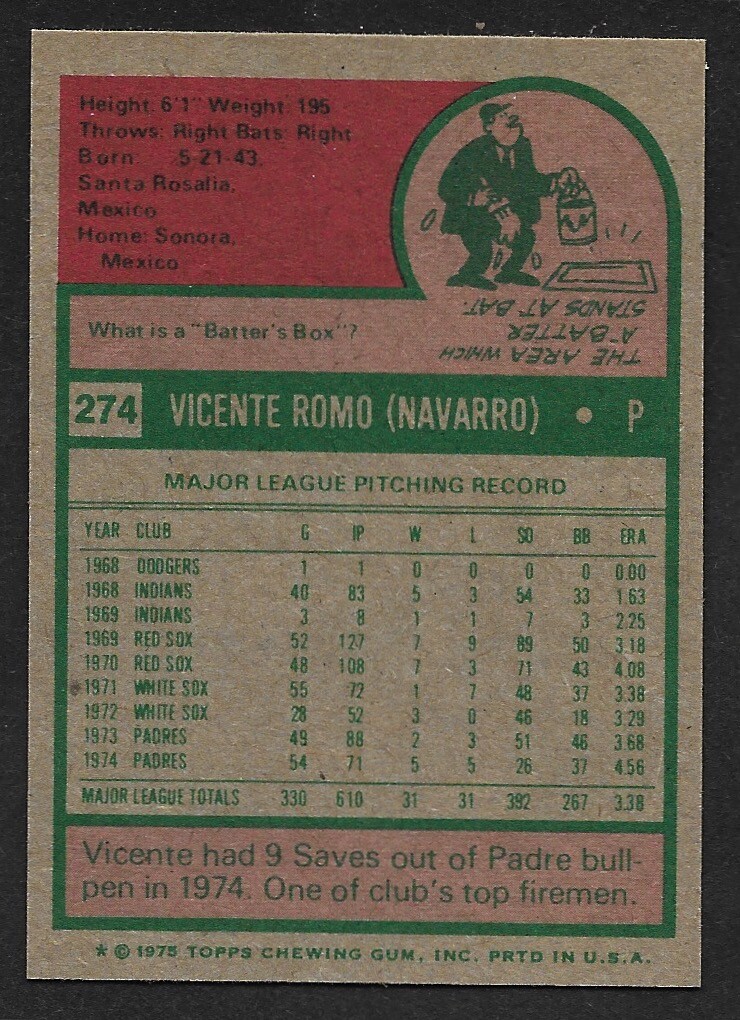 Height: 6'1" Weight: 195
Throws: Right Bats: Right
Born: 5-21-43,
Santa Rosalia,
Mexico
Home: Sonora,
Mexico
What is a "Batter's Box"?
THE AREA WHICH
A BATTER
STANDS AT BAT.
274 VICENTE ROMO (NAVARRO) • P
MAJOR LEAGUE PITCHING RECORD
YEAR CLUB G IP W L SO BB ERA
1968 DODGERS 1 1 0 0 0 0 0.00
1968 INDIANS 40 83 5 3 54 33 1.63
1969 INDIANS 3 8 1 1 7 3 2.25
1969 RED SOX 52 127 7 9 89 50 3.18
1970 RED SOX 48 108 7 3 71 43 4.08
1971 WHITE SOX 55 72 1 7 48 37 3.38
1972 WHITE SOX 28 52 3 0 46 18 3.29
1973 PADRES 49 88 2 3 51 46 3.68
1974 PADRES 54 71 5 5 26 37 4.56
MAJOR LEAGUE TOTALS 330 610 31 31 392 267 3.38
Vicente had 9 Saves out of Padre bull-
pen in 1974. One of club's top firemen.
* © 1975 TOPPS CHEWING GUM, INC. PRTD IN U.S.A.